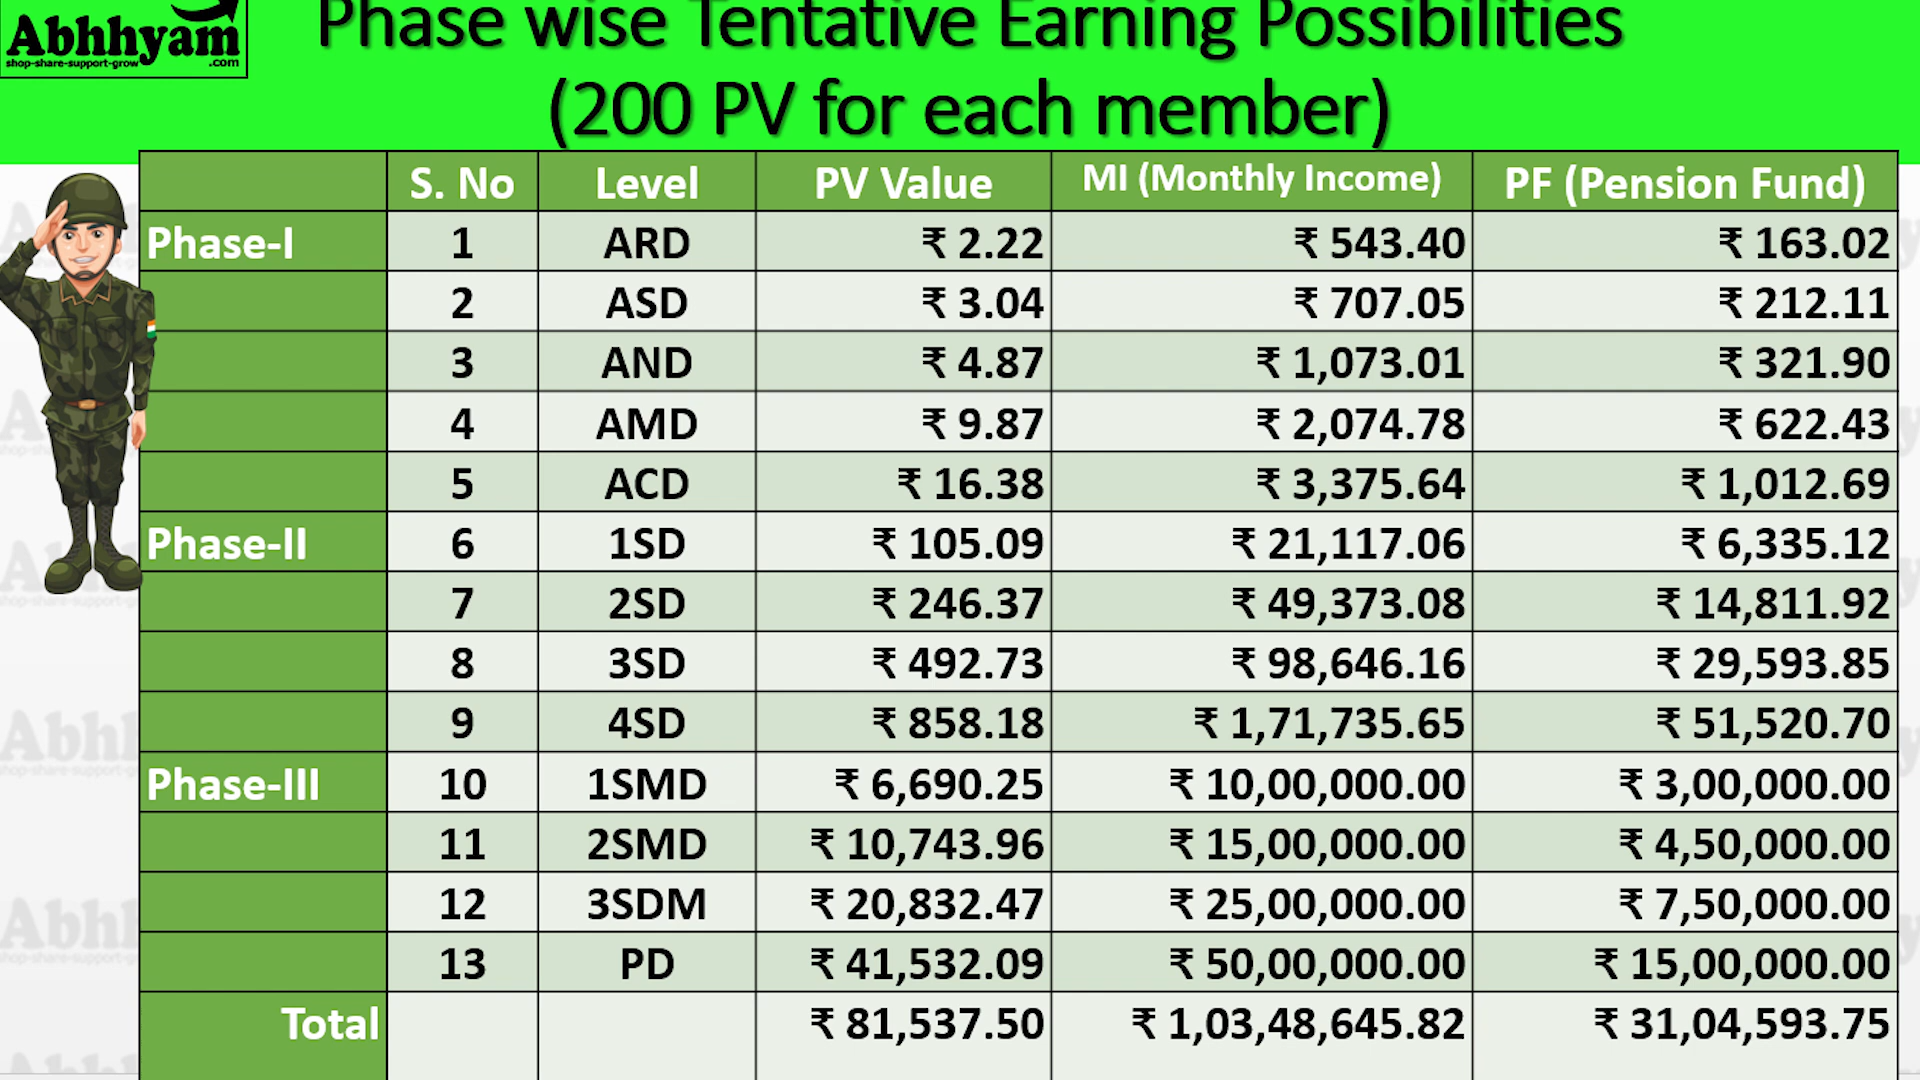 Abhhyam
shop-share-support-grow .com
Phase wise Tentative Earning Possibilities
(200 PV for each member)
S. No Level PV Value MI (Monthly Income) PF (Pension Fund)
Phase-I 1 ARD ₹ 2.22 ₹ 543.40 ₹ 163.02
2 ASD ₹ 3.04 ₹ 707.05 ₹ 212.11
3 AND ₹ 4.87 ₹ 1,073.01 ₹ 321.90
4 AMD ₹ 9.87 ₹ 2,074.78 ₹ 622.43
5 ACD ₹ 16.38 ₹ 3,375.64 ₹ 1,012.69
Phase-II 6 1SD ₹ 105.09 ₹ 21,117.06 ₹ 6,335.12
7 2SD ₹ 246.37 ₹ 49,373.08 ₹ 14,811.92
8 3SD ₹ 492.73 ₹ 98,646.16 ₹ 29,593.85
9 4SD ₹ 858.18 ₹ 1,71,735.65 ₹ 51,520.70
Phase-III 10 1SMD ₹ 6,690.25 ₹ 10,00,000.00 ₹ 3,00,000.00
11 2SMD ₹ 10,743.96 ₹ 15,00,000.00 ₹ 4,50,000.00
12 3SDM ₹ 20,832.47 ₹ 25,00,000.00 ₹ 7,50,000.00
13 PD ₹ 41,532.09 ₹ 50,00,000.00 ₹ 15,00,000.00
Total ₹ 81,537.50 ₹ 1,03,48,645.82 ₹ 31,04,593.75